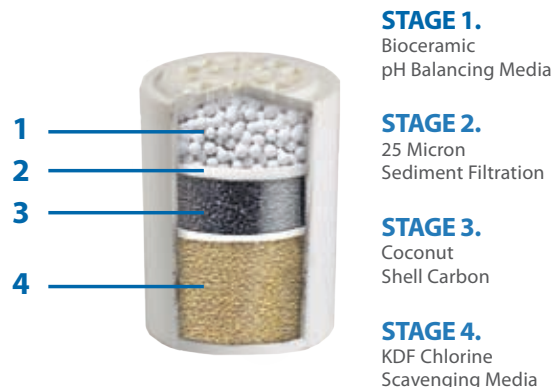 STAGE 1.
Bioceramic
pH Balancing Media
1
STAGE 2.
25 Micron
Sediment Filtration
2
3
STAGE 3.
Coconut
Shell Carbon
4
STAGE 4.
KDF Chlorine
Scavenging Media